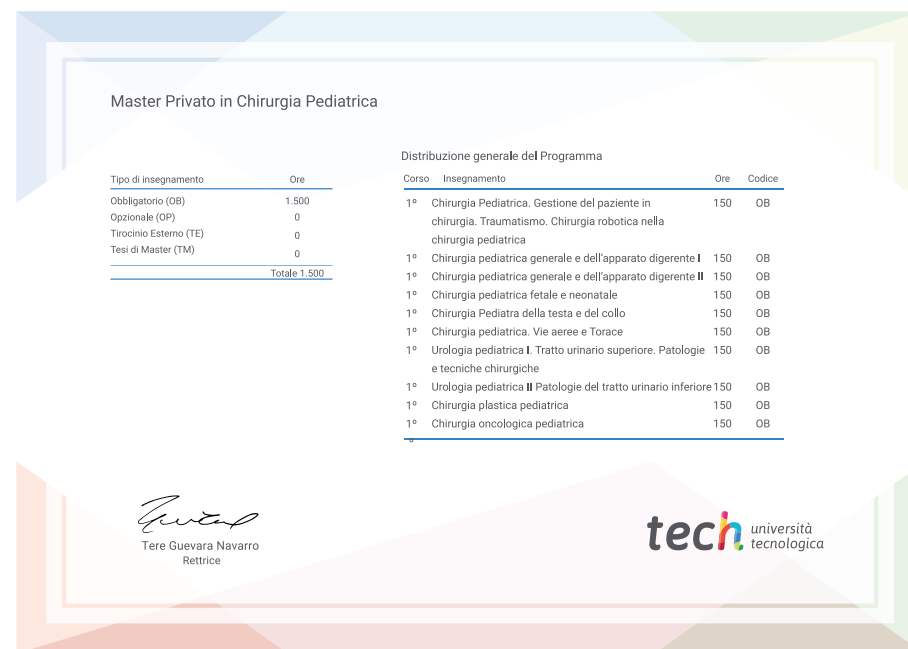 Master Privato in Chirurgia Pediatrica
Tipo di insegnamento Ore
Obbligatorio (OB) 1.500
Opzionale (OP) 0
Tirocinio Esterno (TE) 0
Tesi di Master (TM) 0
Totale 1.500
Distribuzione generale del Programma
Corso Insegnamento Ore Codice
1º Chirurgia Pediatrica. Gestione del paziente in 150 OB
chirurgia. Traumatismo. Chirurgia robotica nella
chirurgia pediatrica
1º Chirurgia pediatrica generale e dell'apparato digerente I 150 OB
1º Chirurgia pediatrica generale e dell'apparato digerente II 150 OB
1º Chirurgia pediatrica fetale e neonatale 150 OB
1º Chirurgia Pediatra della testa e del collo 150 OB
1º Chirurgia pediatrica. Vie aeree e Torace 150 OB
1º Urologia pediatrica I. Tratto urinario superiore. Patologie 150 OB
e tecniche chirurgiche
1º Urologia pediatrica II Patologie del tratto urinario inferiore 150 OB
1º Chirurgia plastica pediatrica 150 OB
1º Chirurgia oncologica pediatrica 150 OB
º
Tere Guevara Navarro
Rettrice
tech università
tecnologica